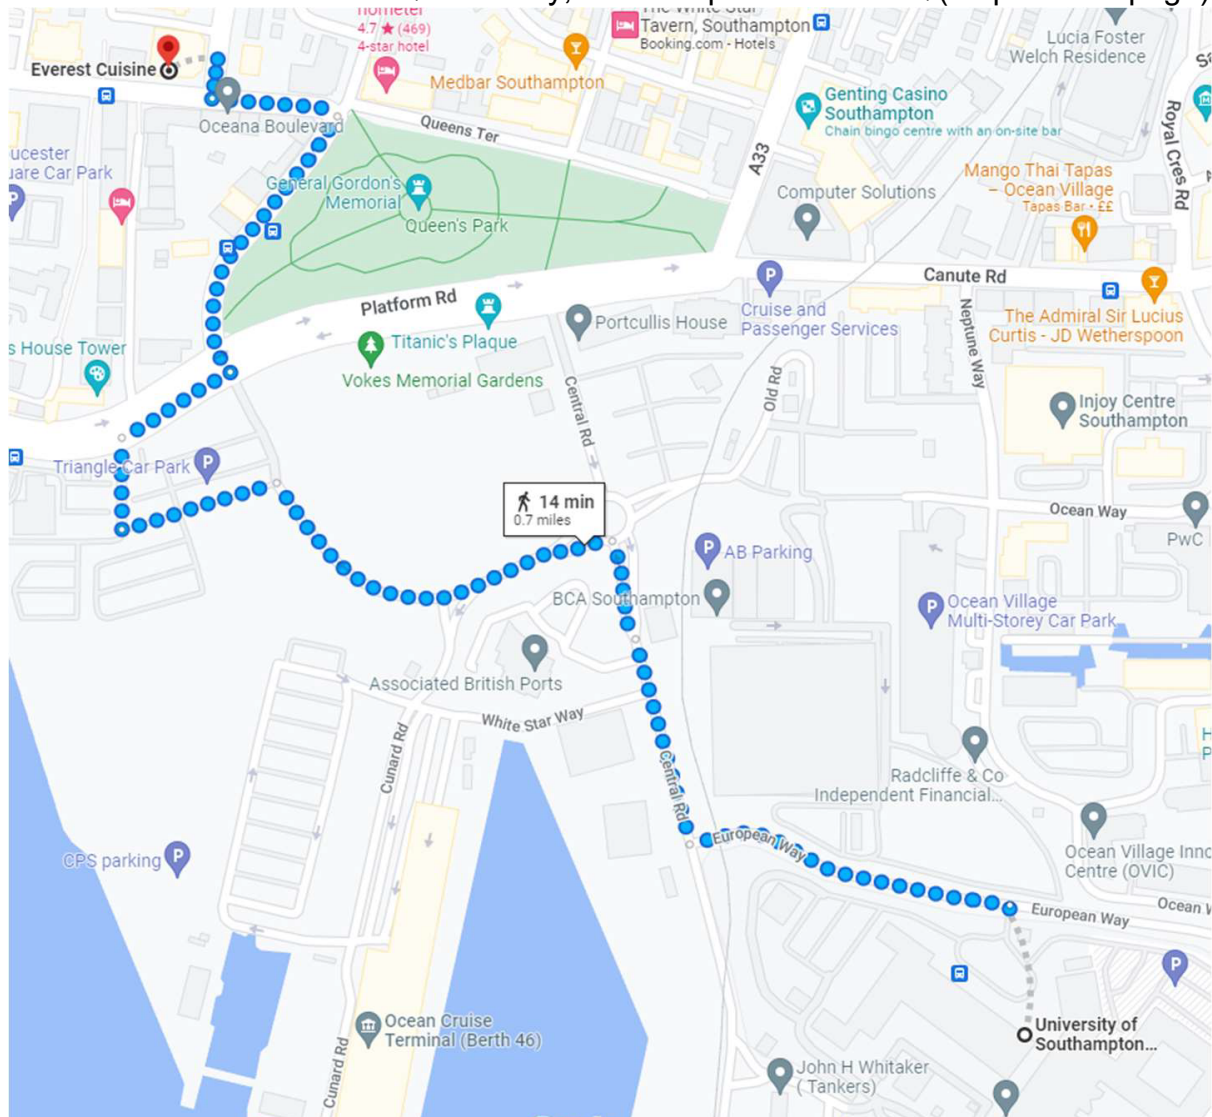 4.7 ★ (469)
4-star hotel
Tavern, Southampton
Booking.com - Hotels
Lucia Foster
Welch Residence
Everest Cuisine
Medbar Southampton
Oceana Boulevard
Queens Ter
Genting Casino
Southampton
Chain bingo centre with an on-site bar
A33
Royal Cres Rd
General Gordon's
Memorial
Queen's Park
Computer Solutions
Mango Thai Tapas
– Ocean Village
Tapas Bar • ££
Platform Rd
Canute Rd
Titanic's Plaque
Portcullis House
Cruise and
Passenger Services
The Admiral Sir Lucius
Curtis - JD Wetherspoon
s House Tower
Vokes Memorial Gardens
Central Rd
Old Rd
Neptune Way
Injoy Centre
Southampton
Triangle Car Park
P
14 min
0.7 miles
Ocean Way
PwC
AB Parking
BCA Southampton
Ocean Village
Multi-Storey Car Park
Associated British Ports
White Star Way
Cunard Rd
Central Rd
Radcliffe & Co
Independent Financial...
European Way
CPS parking
P
Ocean Village Inno
Centre (OVIC)
European Way
Ocean W
Ocean Cruise
Terminal (Berth 46)
Cunard Rd
University of
Southampton...
John H Whitaker
(Tankers)